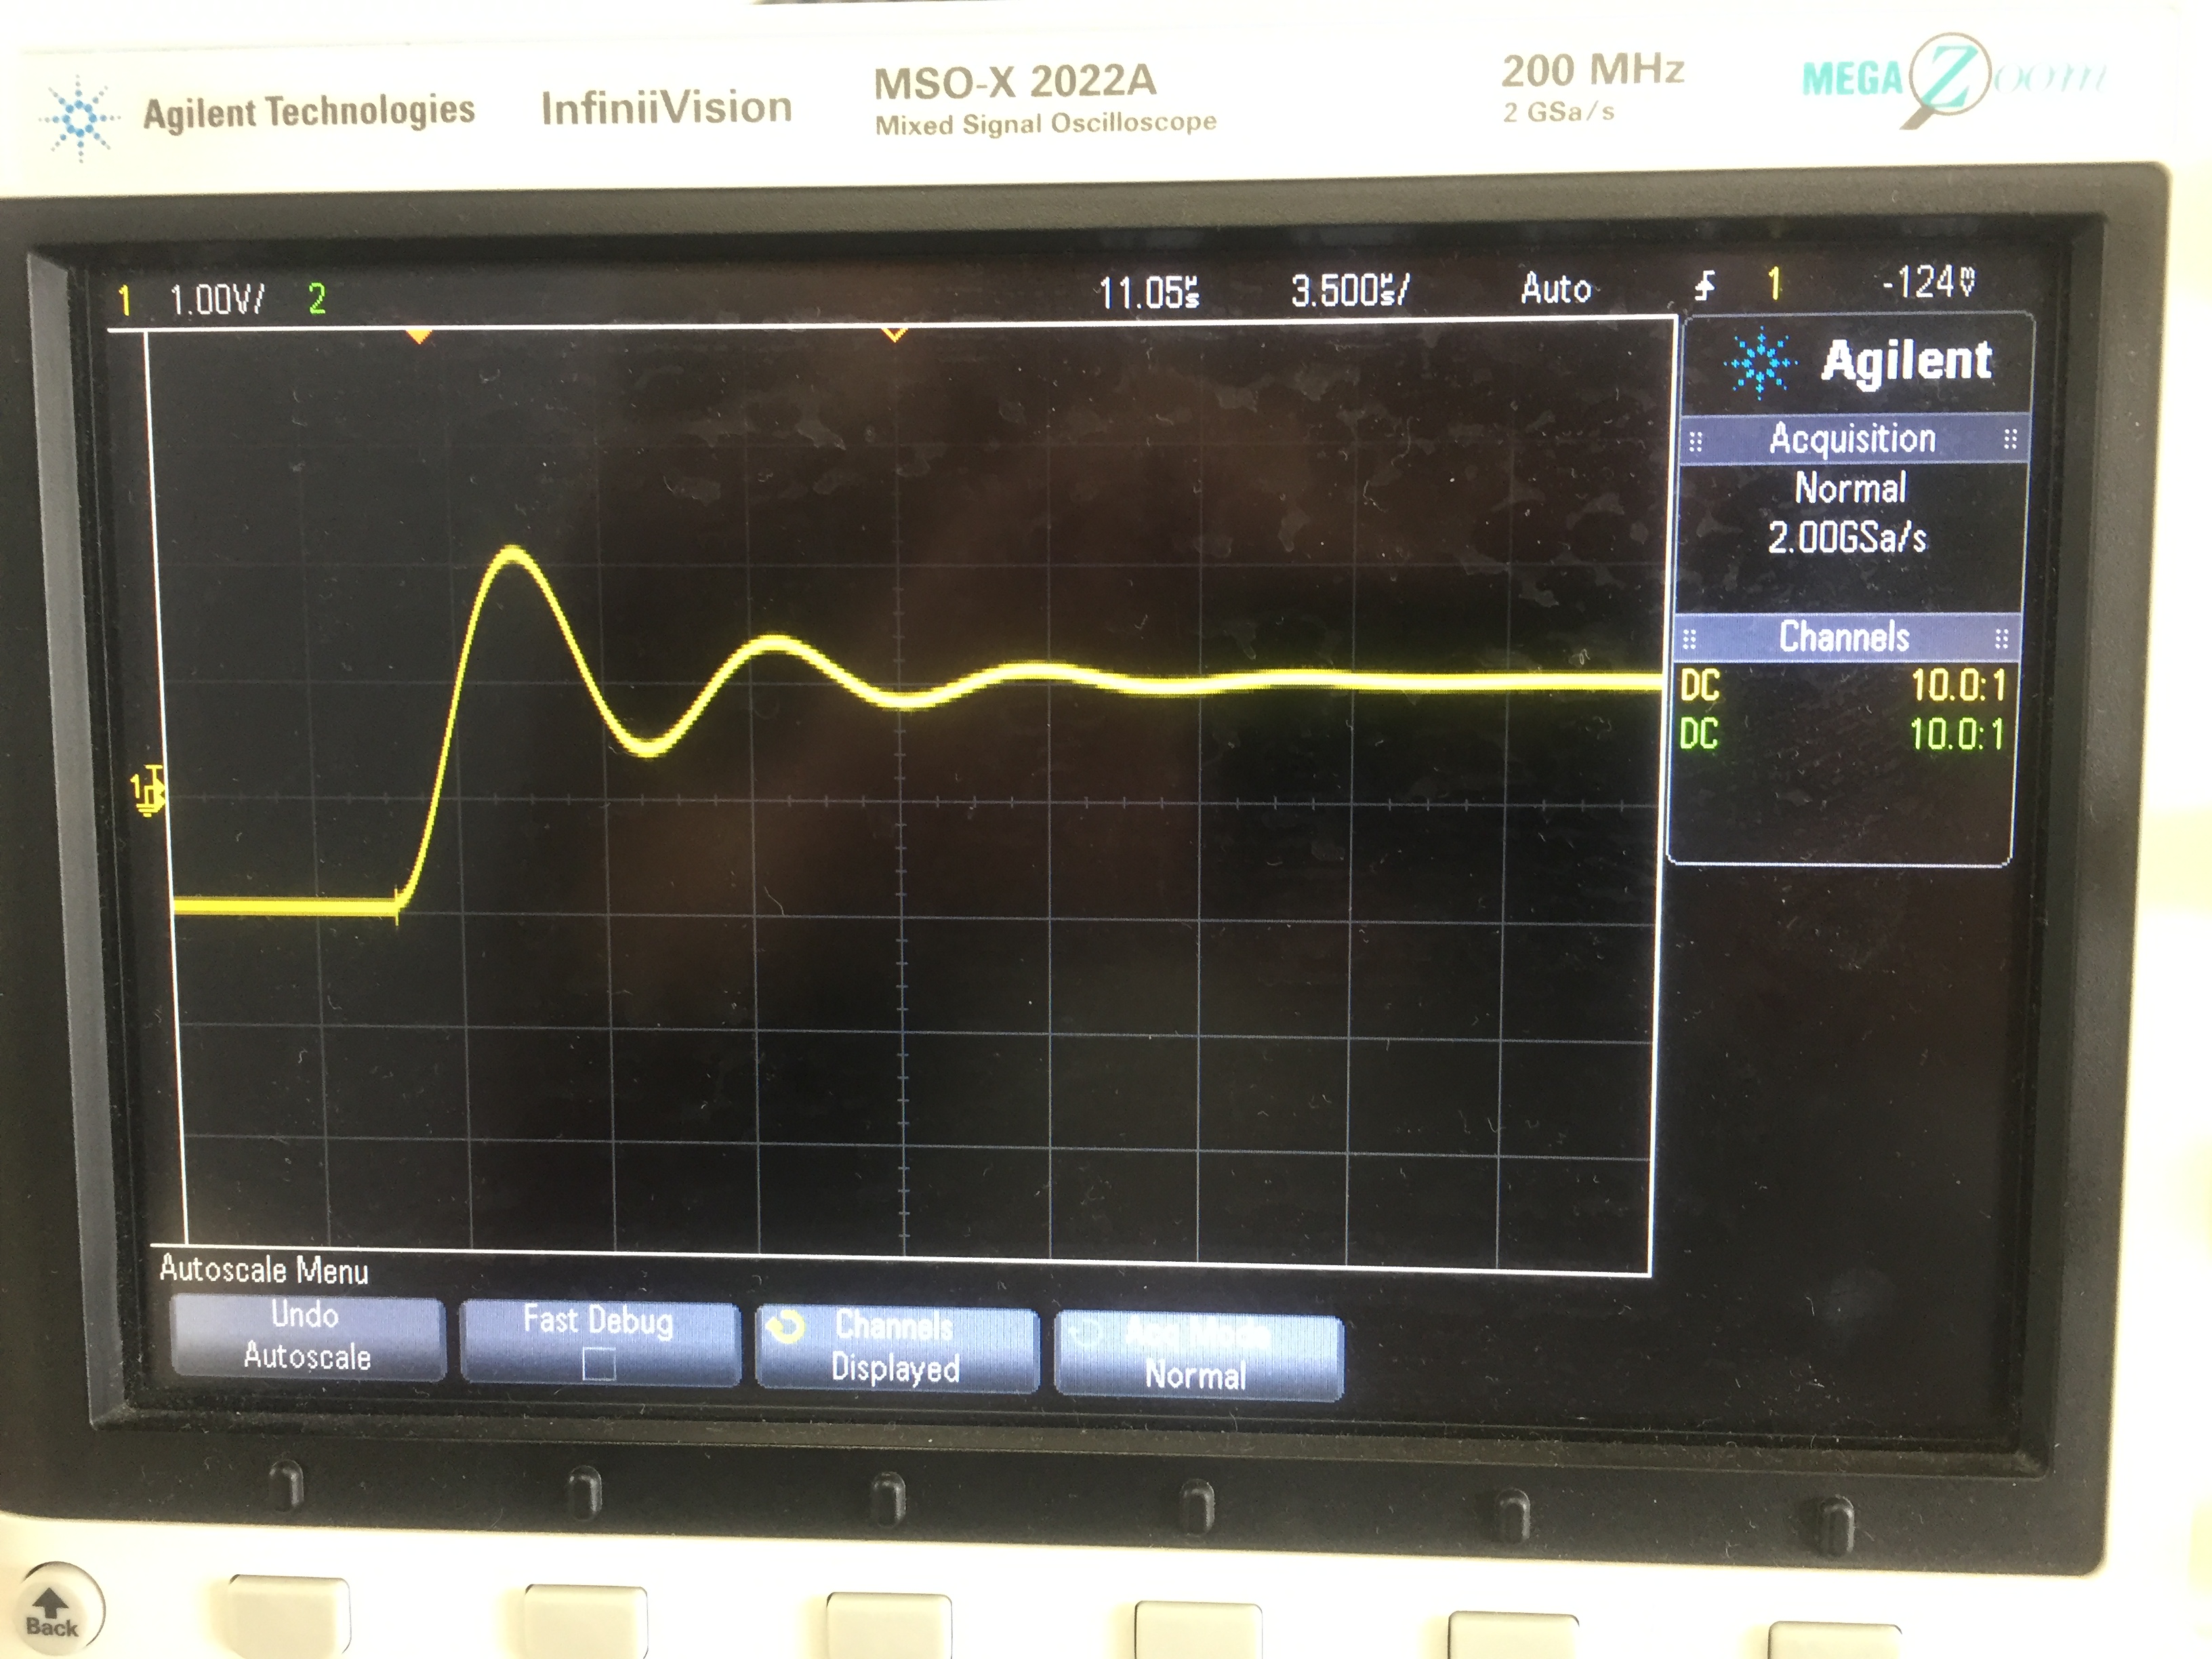 Agilent Technologies InfiniiVision MSO-X 2022A 200 MHz MEGA Zoom
Mixed Signal Oscilloscope 2 GSa/s
1 1.00V/ 2 11.05µs 3.500µs/ Auto 1 -124mV
Agilent
Acquisition
Normal
2.00GSa/s
Channels
DC 10.0:1
DC 10.0:1
1
T
Autoscale Menu
Undo
Autoscale
Fast Debug
Channels
Displayed
Acq Mode
Normal
Back